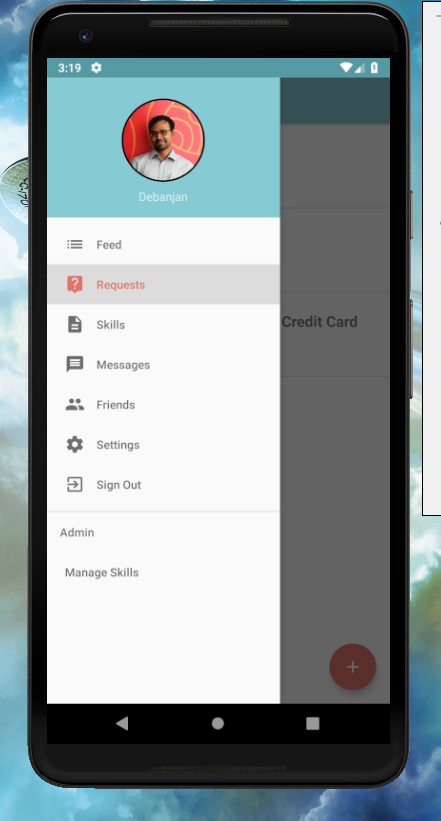 3:19
Debanjan
Feed
Requests
Credit Card
Skills
Messages
Friends
Settings
Sign Out
Admin
Manage Skills